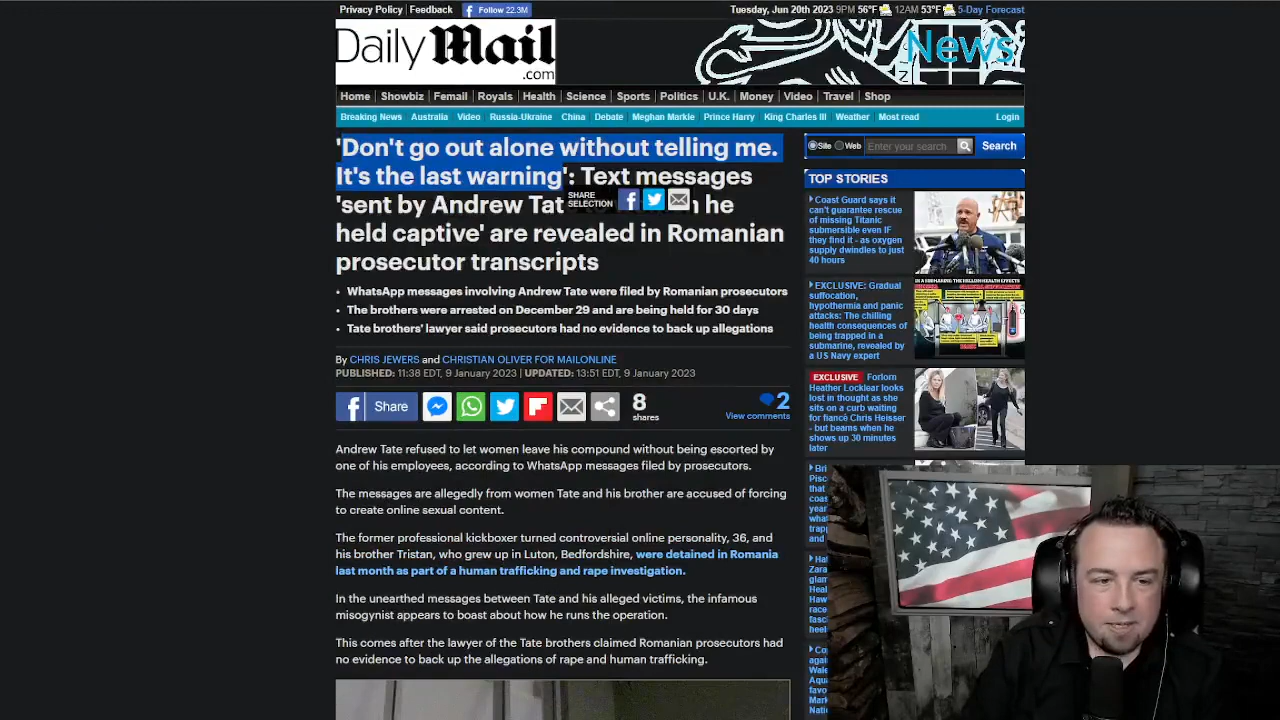 Privacy Policy Feedback Follow 22.3M
Tuesday, Jun 20th 2023 9PM 56°F 12AM 53°F 5-Day Forecast
Daily Mail
.com
News
Home Showbiz Femail Royals Health Science Sports Politics U.K. Money Video Travel Shop
Breaking News Australia Video Russia-Ukraine China Debate Meghan Markle Prince Harry King Charles III Weather Most read Login
'Don't go out alone without telling me.
It's the last warning': Text messages
'sent by Andrew Tat n he
held captive' are revealed in Romanian
prosecutor transcripts
SHARE
SELECTION
WhatsApp messages involving Andrew Tate were filed by Romanian prosecutors
The brothers were arrested on December 29 and are being held for 30 days
Tate brothers' lawyer said prosecutors had no evidence to back up allegations
By CHRIS JEWERS and CHRISTIAN OLIVER FOR MAILONLINE
PUBLISHED: 11:38 EDT, 9 January 2023 | UPDATED: 13:51 EDT, 9 January 2023
Share
8
shares
2
View comments
Andrew Tate refused to let women leave his compound without being escorted by
one of his employees, according to WhatsApp messages filed by prosecutors.
The messages are allegedly from women Tate and his brother are accused of forcing
to create online sexual content.
The former professional kickboxer turned controversial online personality, 36, and
his brother Tristan, who grew up in Luton, Bedfordshire, were detained in Romania
last month as part of a human trafficking and rape investigation.
In the unearthed messages between Tate and his alleged victims, the infamous
misogynist appears to boast about how he runs the operation.
This comes after the lawyer of the Tate brothers claimed Romanian prosecutors had
no evidence to back up the allegations of rape and human trafficking.
Site Web Enter your search Search
TOP STORIES
Coast Guard says it
can't guarantee rescue
of missing Titanic
submersible even IF
they find it - as oxygen
supply dwindles to just
40 hours
EXCLUSIVE: Gradual
suffocation,
hypothermia and panic
attacks: The chilling
health consequences of
being trapped in a
submarine, revealed by
a US Navy expert
EXCLUSIVE Forlorn
Heather Locklear looks
lost in thought as she
sits on a curb waiting
for fiancé Chris Heisser
- but beams when he
shows up 30 minutes
later